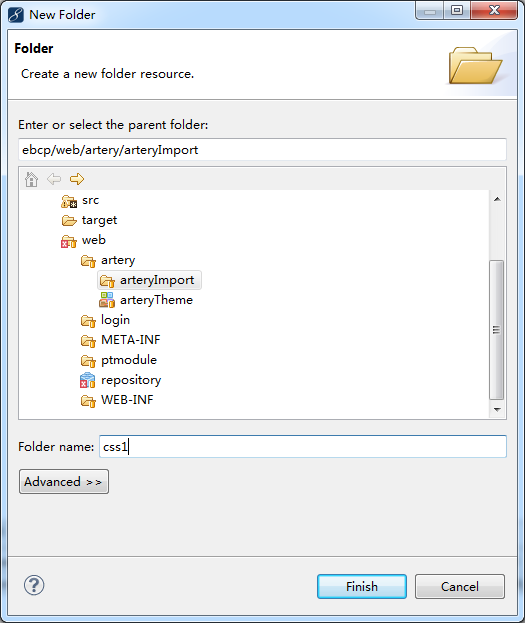 New Folder
Folder
Create a new folder resource.
Enter or select the parent folder:
ebcp/web/artery/arteryImport
src
target
web
artery
arteryImport
arteryTheme
login
META-INF
ptmodule
repository
WEB-INF
Folder name: css1
Advanced >>
Finish Cancel